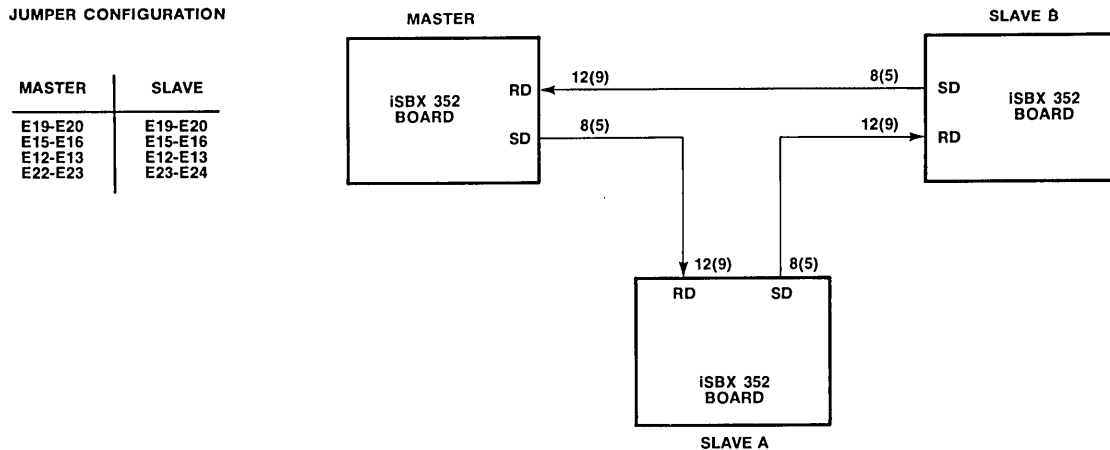 JUMPER CONFIGURATION
MASTER SLAVE
E19-E20 E19-E20
E15-E16 E15-E16
E12-E13 E12-E13
E22-E23 E23-E24
MASTER
iSBX 352
BOARD
RD
SD
12(9)
8(5)
8(5)
12(9)
SLAVE B
SD
RD
iSBX 352
BOARD
12(9)
8(5)
RD
SD
iSBX 352
BOARD
SLAVE A